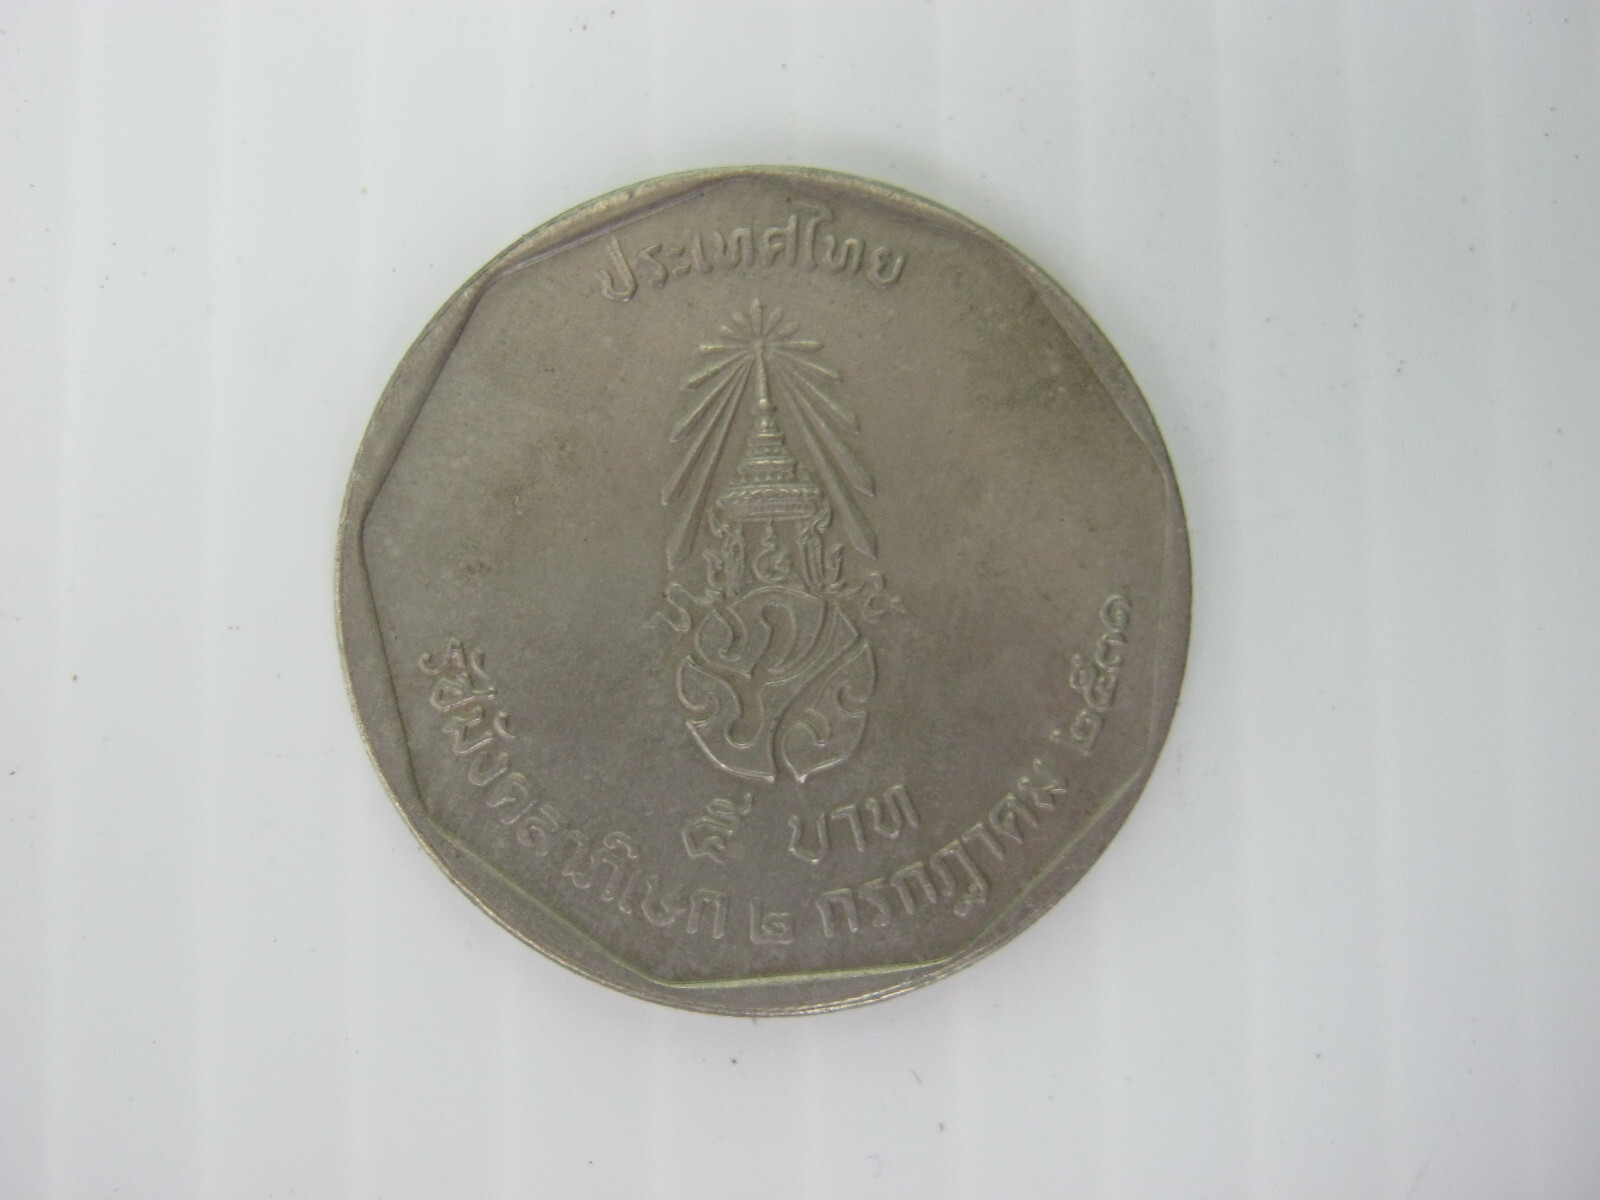 ประเทศไทย
๕ บาท
รัชมังคลาภิเษก ๒ กรกฎาคม ๒๕๓๑